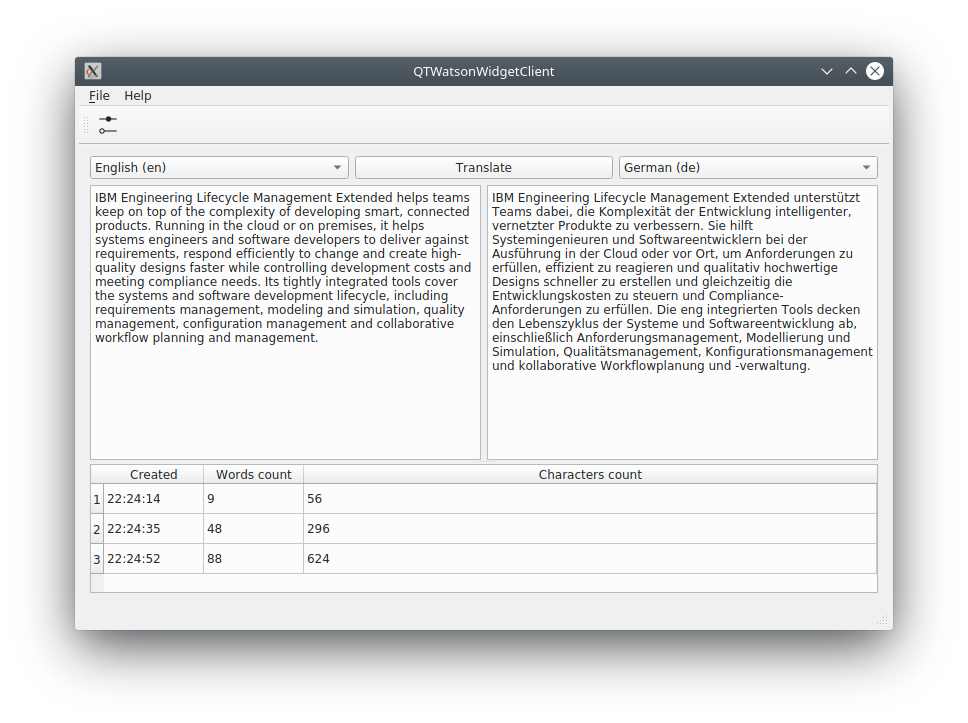 QTWatsonWidgetClient
File Help
English (en) Translate German (de)
IBM Engineering Lifecycle Management Extended helps teams
keep on top of the complexity of developing smart, connected
products. Running in the cloud or on premises, it helps
systems engineers and software developers to deliver against
requirements, respond efficiently to change and create high-
quality designs faster while controlling development costs and
meeting compliance needs. Its tightly integrated tools cover
the systems and software development lifecycle, including
requirements management, modeling and simulation, quality
management, configuration management and collaborative
workflow planning and management.
IBM Engineering Lifecycle Management Extended unterstützt
Teams dabei, die Komplexität der Entwicklung intelligenter,
vernetzter Produkte zu verbessern. Sie hilft
Systemingenieuren und Softwareentwicklern bei der
Ausführung in der Cloud oder vor Ort, um Anforderungen zu
erfüllen, effizient zu reagieren und qualitativ hochwertige
Designs schneller zu erstellen und gleichzeitig die
Entwicklungskosten zu steuern und Compliance-
Anforderungen zu erfüllen. Die eng integrierten Tools decken
den Lebenszyklus der Systeme und Softwareentwicklung ab,
einschließlich Anforderungsmanagement, Modellierung und
Simulation, Qualitätsmanagement, Konfigurationsmanagement
und kollaborative Workflowplanung und -verwaltung.
Created Words count Characters count
1 22:24:14 9 56
2 22:24:35 48 296
3 22:24:52 88 624